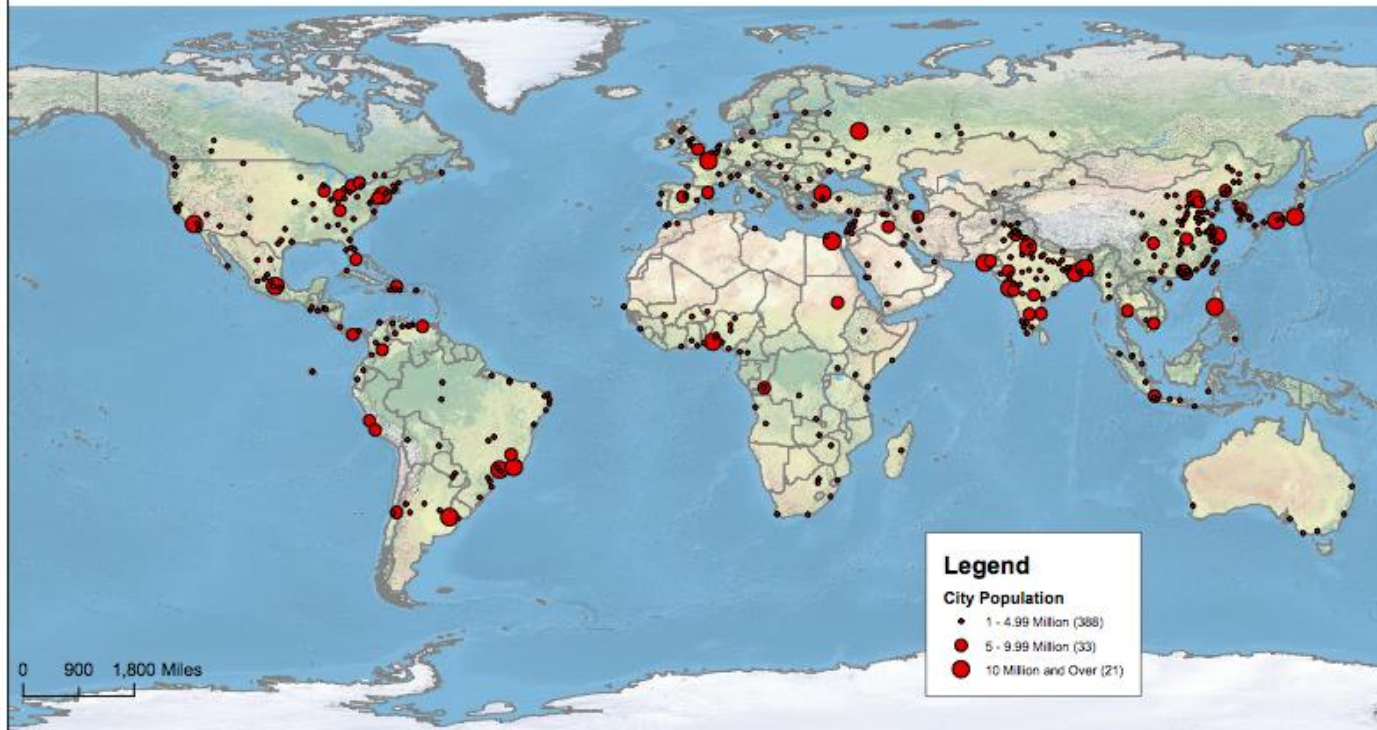 Legend
City Population
1 - 4.99 Million (388)
5 - 9.99 Million (33)
10 Million and Over (21)
0 900 1,800 Miles